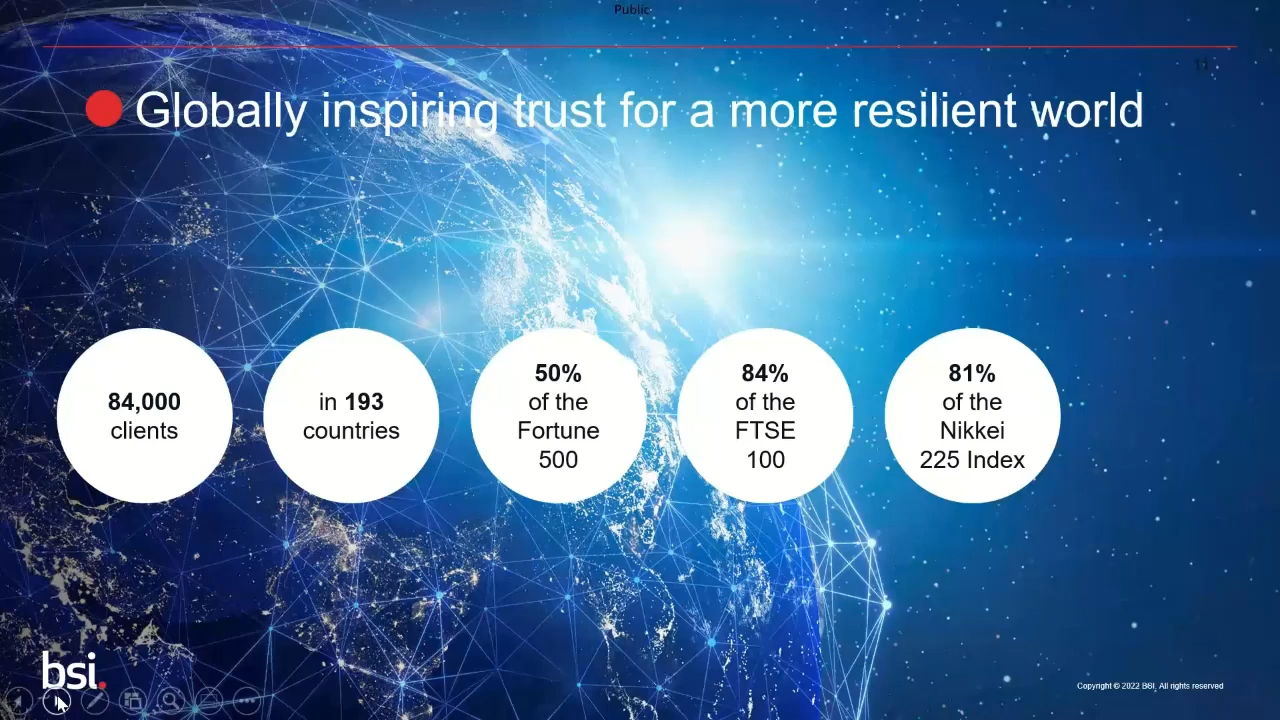 Public
11
Globally inspiring trust for a more resilient world
84,000
clients
in 193
countries
50%
of the
Fortune
500
84%
of the
FTSE
100
81%
of the
Nikkei
225 Index
bsi.
Copyright © 2022 BSI. All rights reserved